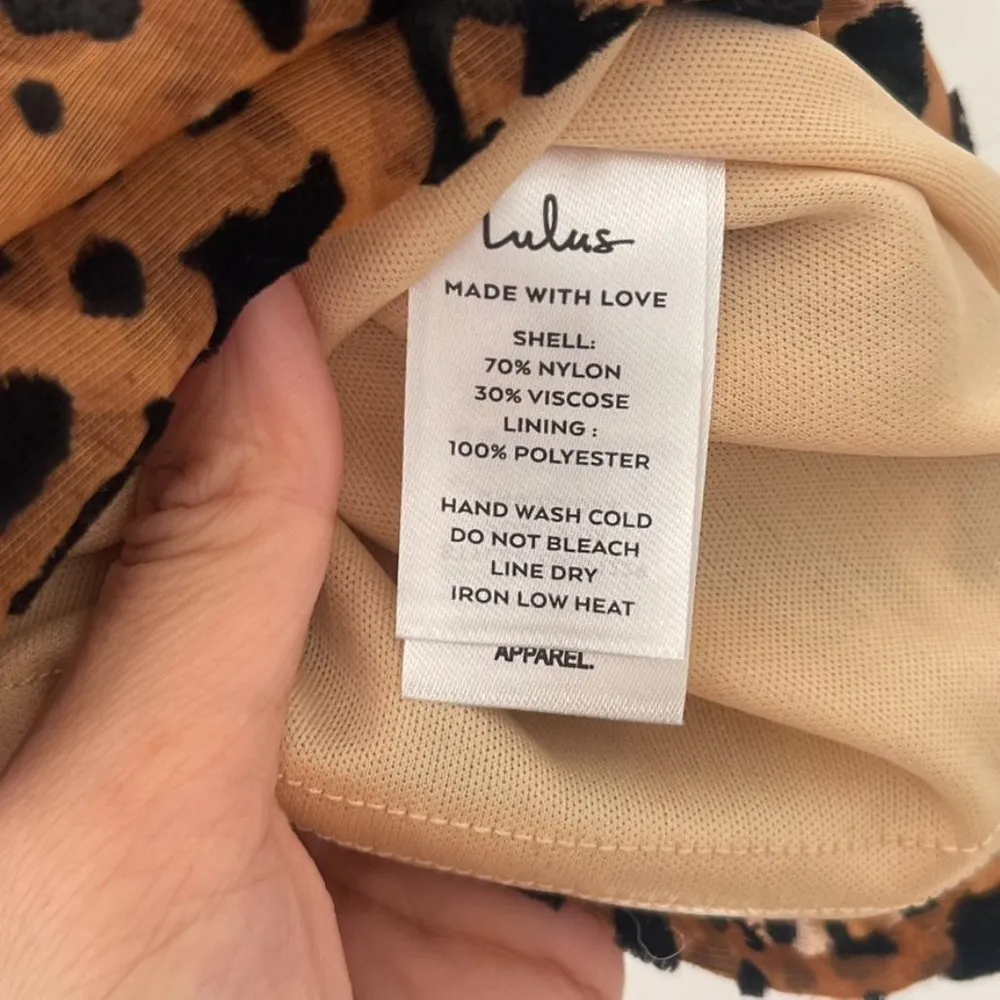 Lulus
MADE WITH LOVE
SHELL:
70% NYLON
30% VISCOSE
LINING :
100% POLYESTER
HAND WASH COLD
DO NOT BLEACH
LINE DRY
IRON LOW HEAT
APPAREL.